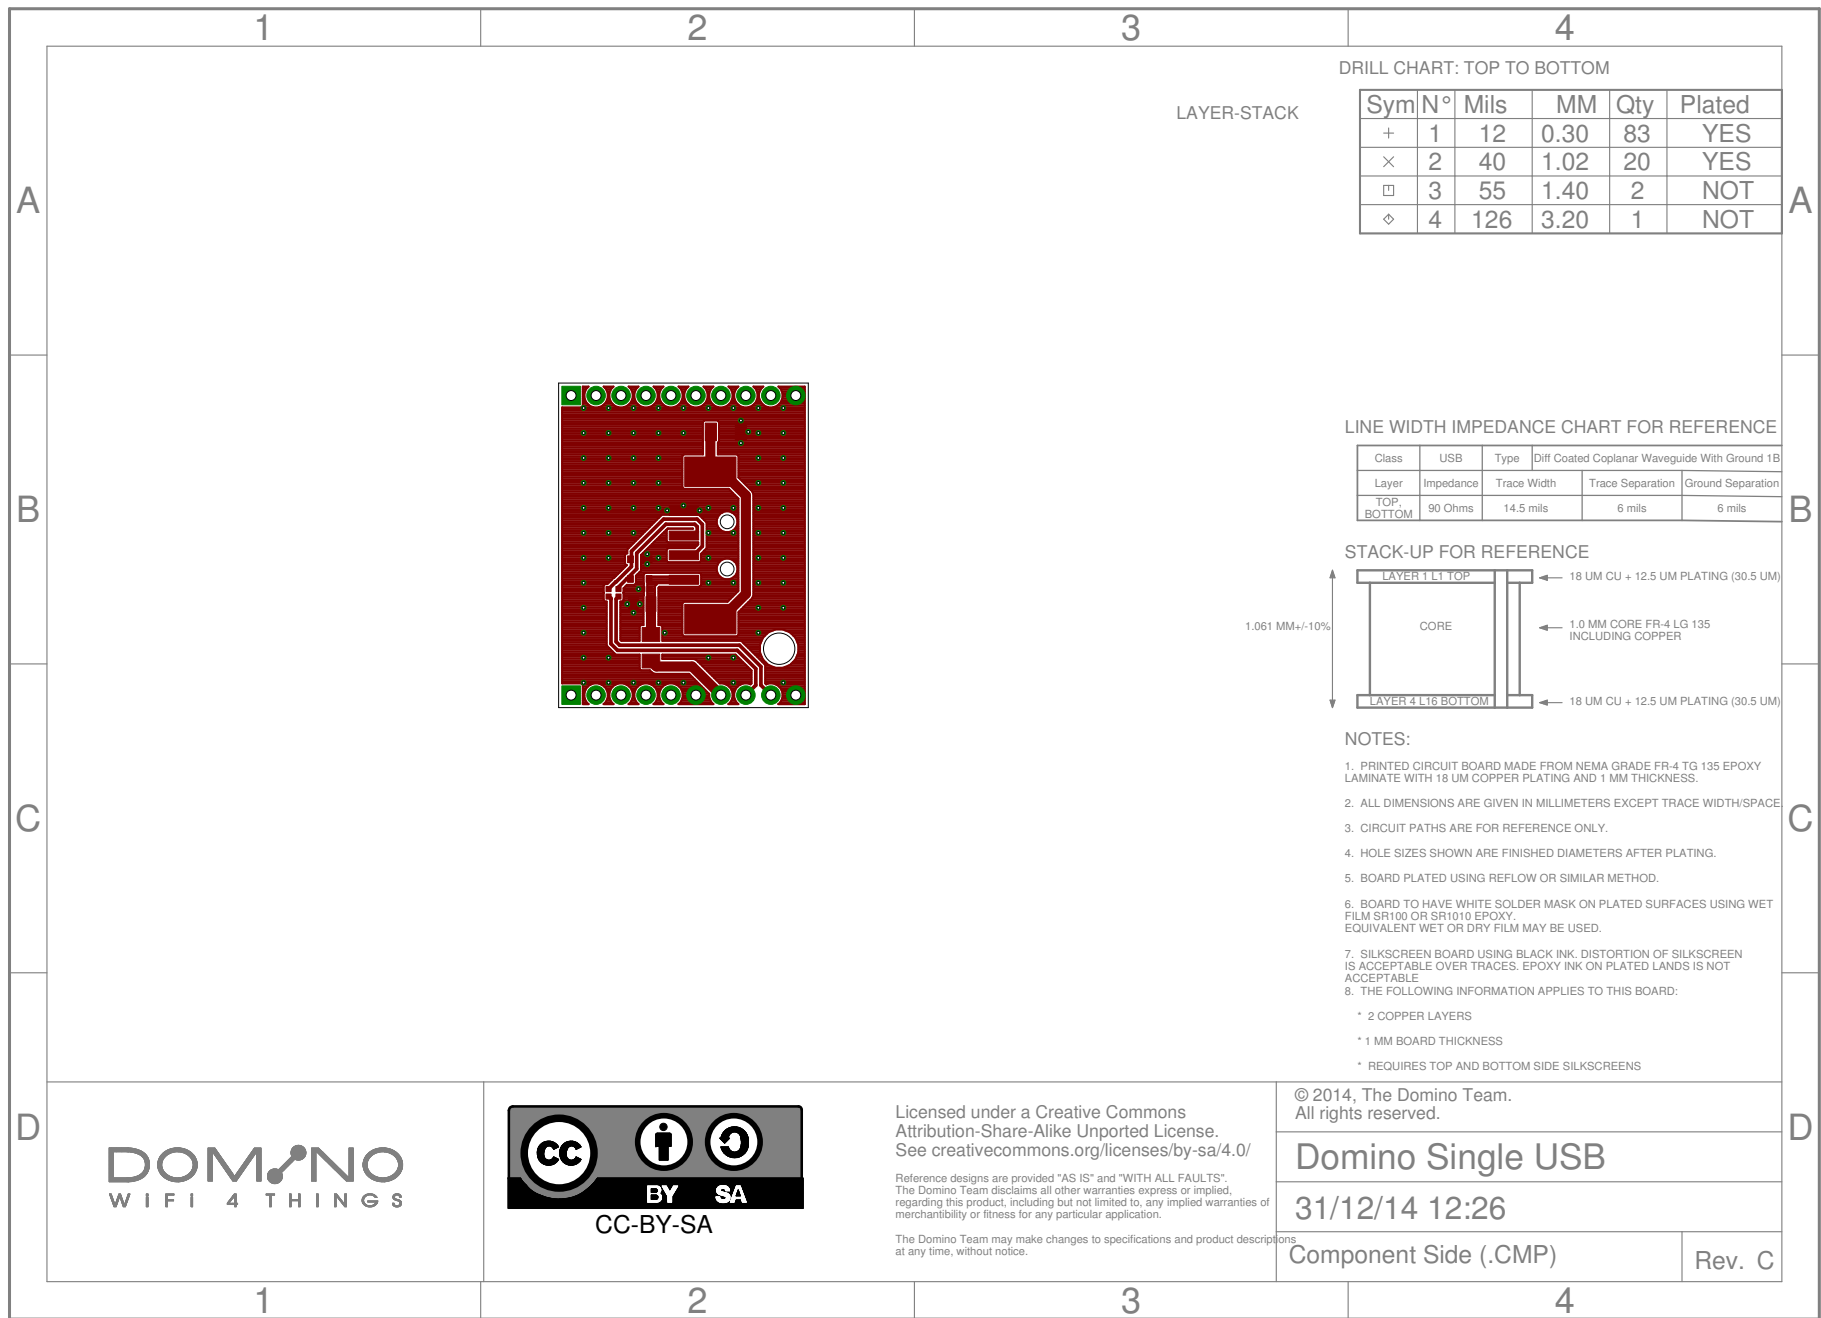 1 2 3 4
DRILL CHART: TOP TO BOTTOM
LAYER-STACK
Sym N° Mils MM Qty Plated
+ 1 12 0.30 83 YES
× 2 40 1.02 20 YES
3 55 1.40 2 NOT
4 126 3.20 1 NOT
A A
LINE WIDTH IMPEDANCE CHART FOR REFERENCE
Class USB Type Diff Coated Coplanar Waveguide With Ground 1B
Layer Impedance Trace Width Trace Separation Ground Separation
TOP, BOTTOM 90 Ohms 14.5 mils 6 mils 6 mils
B B
STACK-UP FOR REFERENCE
LAYER 1 L1 TOP 18 UM CU + 12.5 UM PLATING (30.5 UM)
1.061 MM+/-10% CORE 1.0 MM CORE FR-4 LG 135
INCLUDING COPPER
LAYER 4 L16 BOTTOM 18 UM CU + 12.5 UM PLATING (30.5 UM)
NOTES:
1. PRINTED CIRCUIT BOARD MADE FROM NEMA GRADE FR-4 TG 135 EPOXY
LAMINATE WITH 18 UM COPPER PLATING AND 1 MM THICKNESS.
2. ALL DIMENSIONS ARE GIVEN IN MILLIMETERS EXCEPT TRACE WIDTH/SPACE
C C
3. CIRCUIT PATHS ARE FOR REFERENCE ONLY.
4. HOLE SIZES SHOWN ARE FINISHED DIAMETERS AFTER PLATING.
5. BOARD PLATED USING REFLOW OR SIMILAR METHOD.
6. BOARD TO HAVE WHITE SOLDER MASK ON PLATED SURFACES USING WET
FILM SR100 OR SR1010 EPOXY.
EQUIVALENT WET OR DRY FILM MAY BE USED.
7. SILKSCREEN BOARD USING BLACK INK. DISTORTION OF SILKSCREEN
IS ACCEPTABLE OVER TRACES. EPOXY INK ON PLATED LANDS IS NOT
ACCEPTABLE
8. THE FOLLOWING INFORMATION APPLIES TO THIS BOARD:
* 2 COPPER LAYERS
* 1 MM BOARD THICKNESS
* REQUIRES TOP AND BOTTOM SIDE SILKSCREENS
D D
DOMINO
WIFI 4 THINGS
cc
BY SA
CC-BY-SA
Licensed under a Creative Commons
Attribution-Share-Alike Unported License.
See creativecommons.org/licenses/by-sa/4.0/
Reference designs are provided "AS IS" and "WITH ALL FAULTS".
The Domino Team disclaims all other warranties express or implied,
regarding this product, including but not limited to, any implied warranties of
merchantibility or fitness for any particular application.
The Domino Team may make changes to specifications and product descriptions
at any time, without notice.
© 2014, The Domino Team.
All rights reserved.
Domino Single USB
31/12/14 12:26
Component Side (.CMP)
Rev. C
1 2 3 4